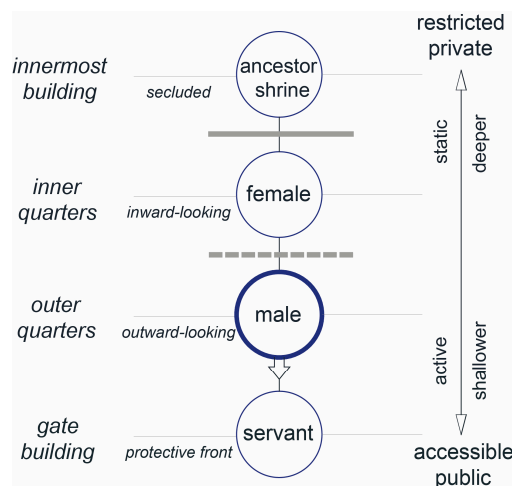 restricted
private
innermost
building
secluded
ancestor
shrine
static
deeper
inner
quarters
inward-looking
female
outer
quarters
outward-looking
male
active
shallower
gate
building
protective front
servant
accessible
public